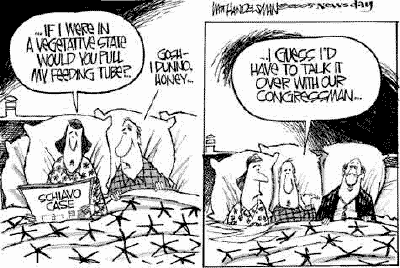 ...IF I WERE IN
A VEGETATIVE STATE
WOULD YOU PULL
MY FEEDING TUBE?..
GOSH-
I DUNNO,
HONEY...
SCHIAVO
CASE
NEWSDAY
...I GUESS I'D
HAVE TO TALK IT
OVER WITH OUR
CONGRESSMAN...